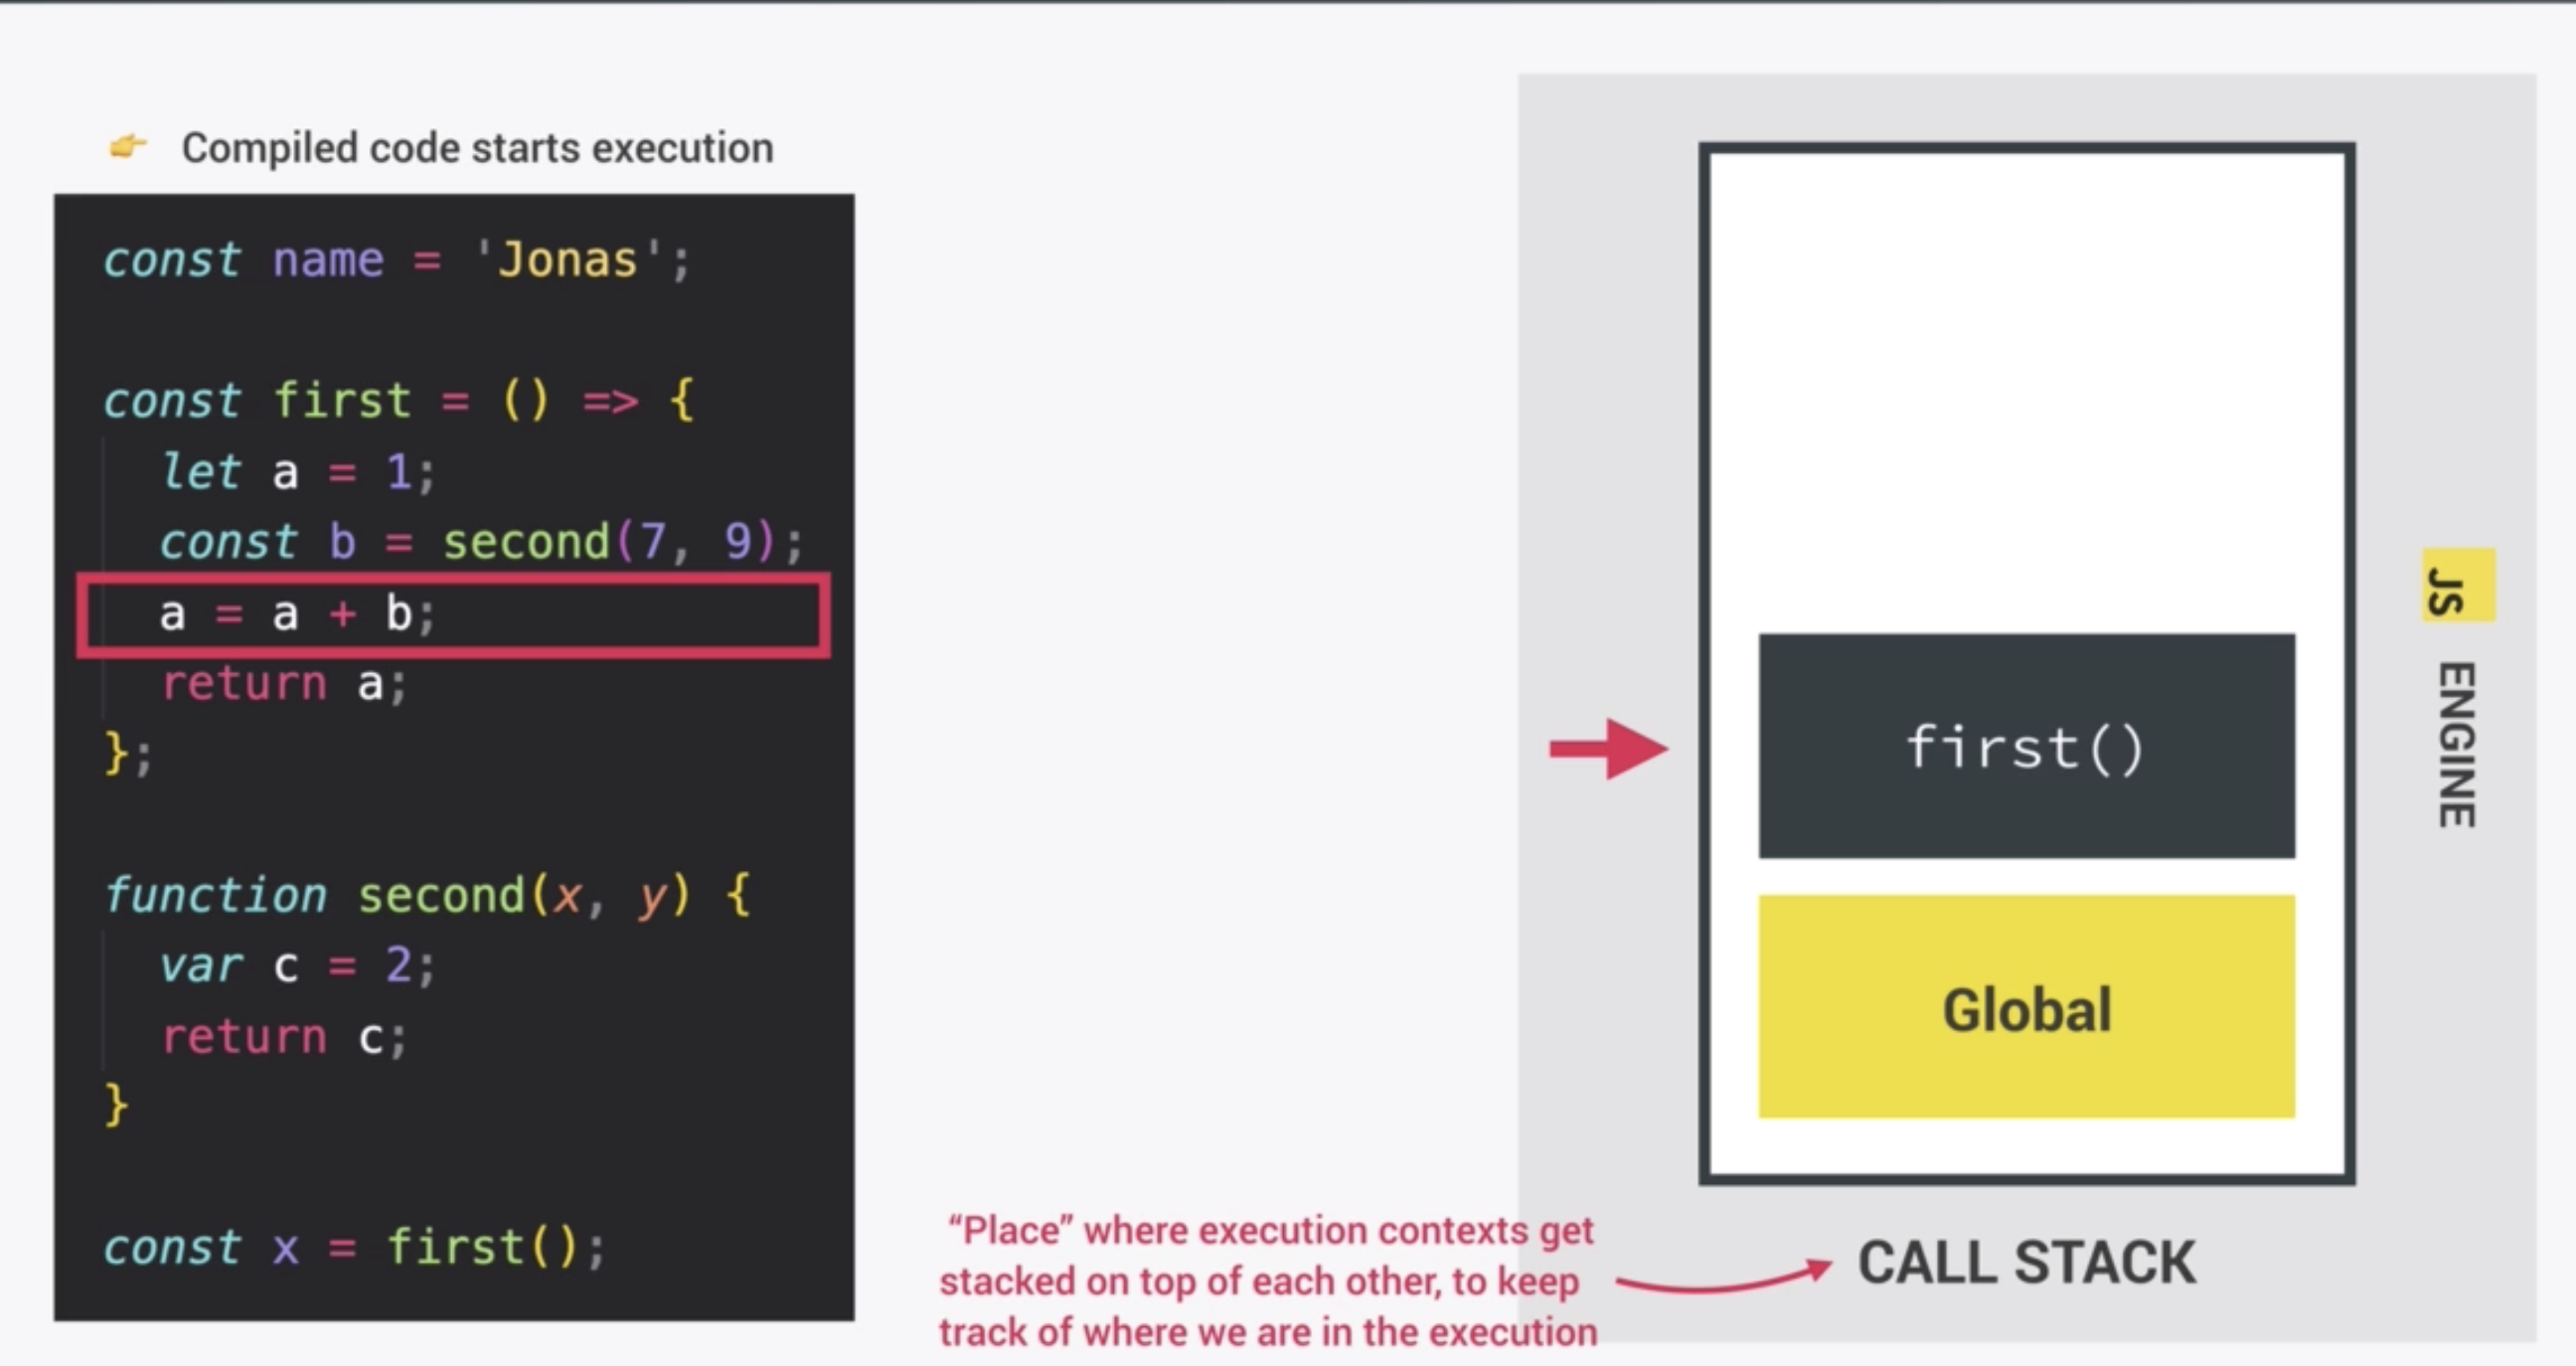 👉 Compiled code starts execution
const name = 'Jonas';
const first = () => {
let a = 1;
const b = second(7, 9);
a = a + b;
return a;
};
function second(x, y) {
var c = 2;
return c;
}
const x = first();
first()
Global
CALL STACK
JS ENGINE
“Place” where execution contexts get
stacked on top of each other, to keep
track of where we are in the execution